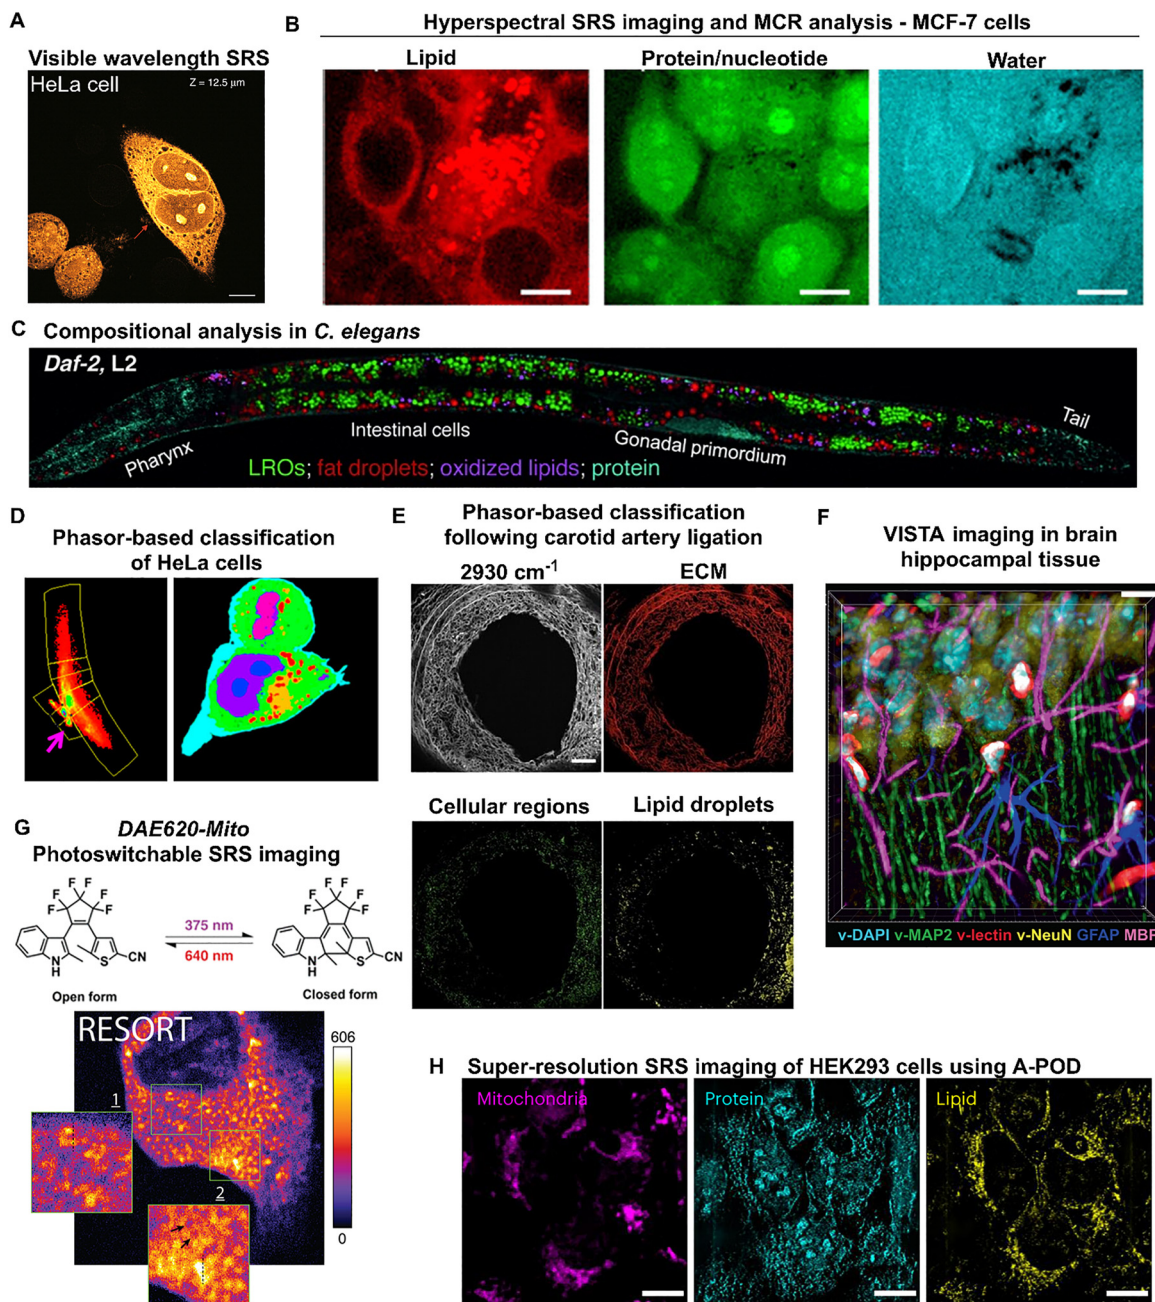 A
Visible wavelength SRS
HeLa cell
Z = 12.5 µm
B
Hyperspectral SRS imaging and MCR analysis - MCF-7 cells
Lipid
Protein/nucleotide
Water
C
Compositional analysis in C. elegans
Daf-2, L2
Pharynx
Intestinal cells
Gonadal primordium
Tail
LROs; fat droplets; oxidized lipids; protein
D
Phasor-based classification
of HeLa cells
E
Phasor-based classification
following carotid artery ligation
2930 cm⁻¹
ECM
Cellular regions
Lipid droplets
F
VISTA imaging in brain
hippocampal tissue
v-DAPI v-MAP2 v-lectin v-NeuN GFAP MBP
G
DAE620-Mito
Photoswitchable SRS imaging
F F F F F F
375 nm
640 nm
N
H
S
CN
Open form
F F F F F F
N
H
S
CN
Closed form
RESORT
606
0
1
2
H
Super-resolution SRS imaging of HEK293 cells using A-POD
Mitochondria
Protein
Lipid